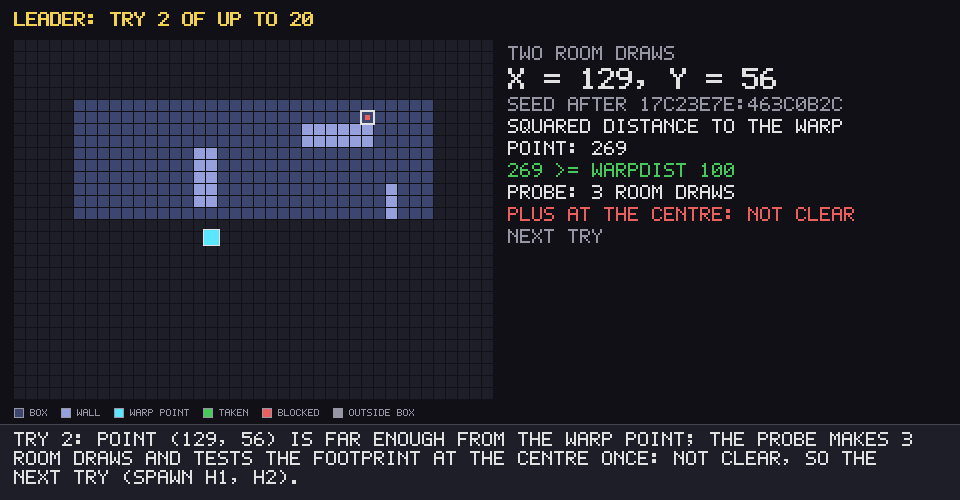 LEADER: TRY 2 OF UP TO 20
TWO ROOM DRAWS
X = 129, Y = 56
SEED AFTER 17C23E7E:463C0B2C
SQUARED DISTANCE TO THE WARP
POINT: 269
269 >= WARPDIST 100
PROBE: 3 ROOM DRAWS
PLUS AT THE CENTRE: NOT CLEAR
NEXT TRY
BOX WALL WARP POINT TAKEN BLOCKED OUTSIDE BOX
TRY 2: POINT (129, 56) IS FAR ENOUGH FROM THE WARP POINT; THE PROBE MAKES 3
ROOM DRAWS AND TESTS THE FOOTPRINT AT THE CENTRE ONCE: NOT CLEAR, SO THE
NEXT TRY (SPAWN H1, H2).